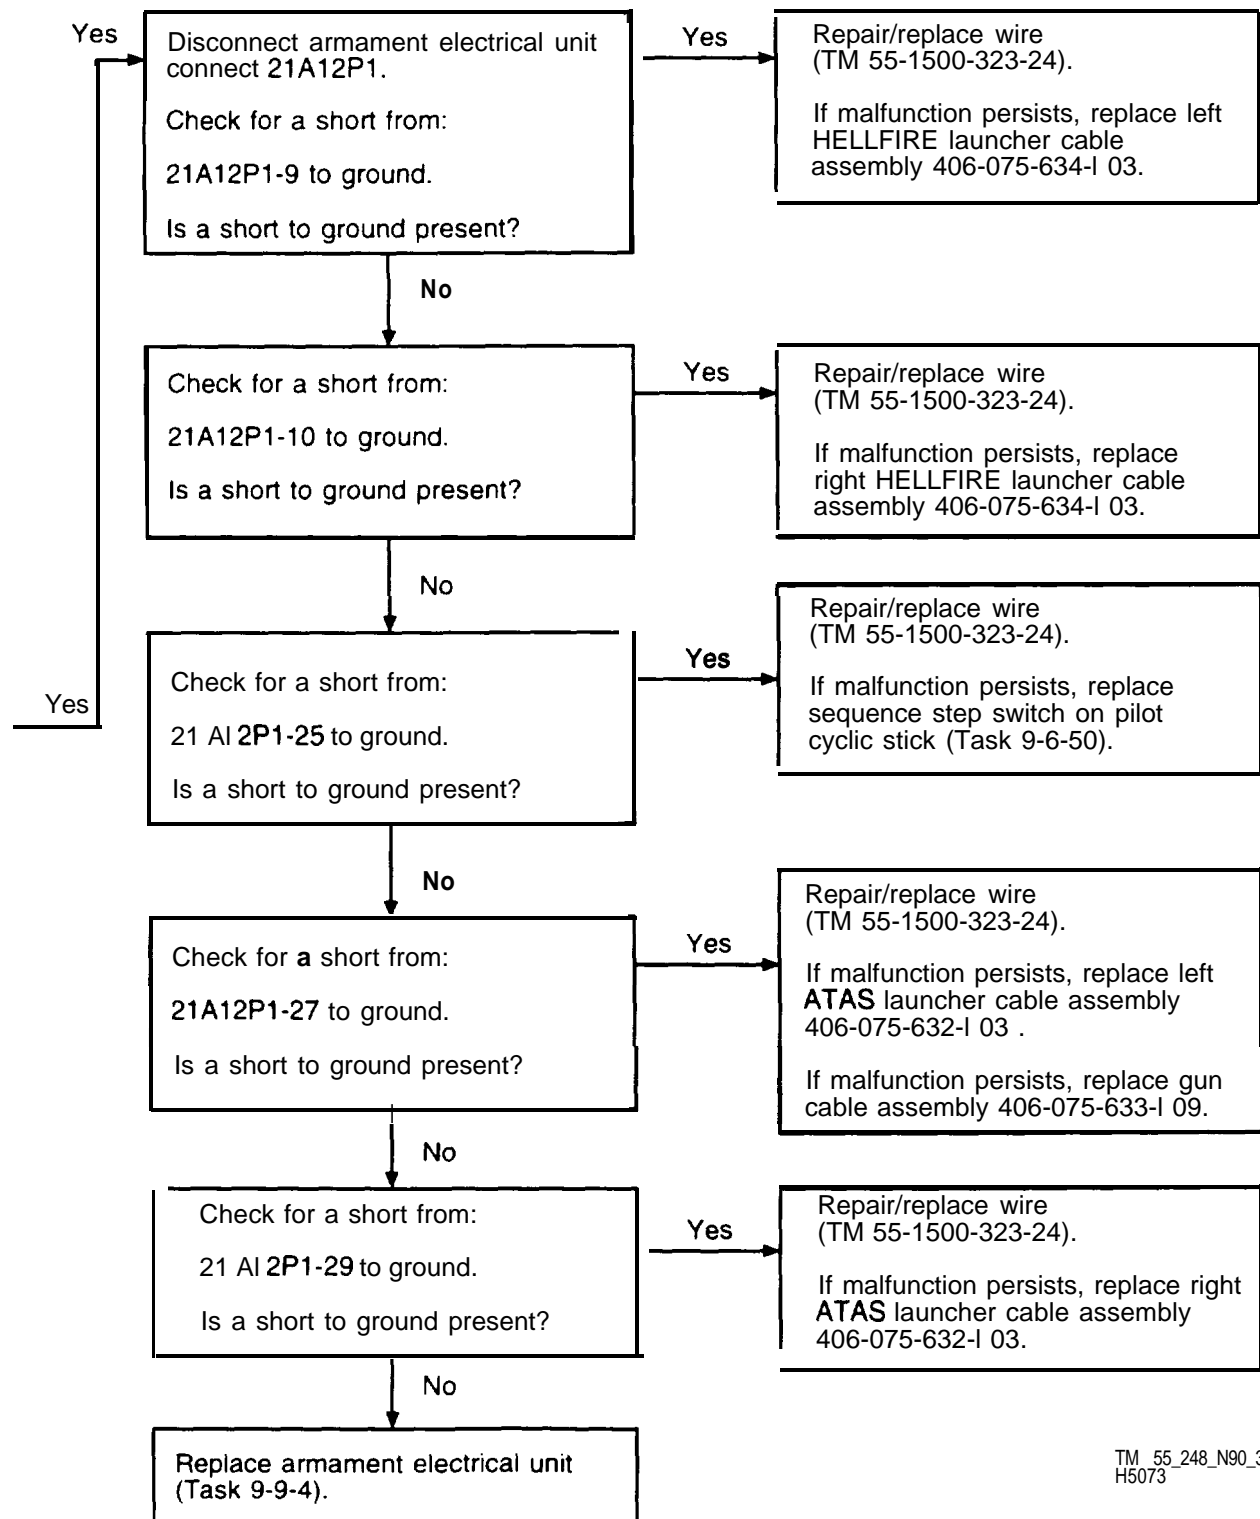 Yes
Disconnect armament electrical unit
connect 21A12P1.
Check for a short from:
21A12P1-9 to ground.
Is a short to ground present?
Yes
Repair/replace wire
(TM 55-1500-323-24).
If malfunction persists, replace left
HELLFIRE launcher cable
assembly 406-075-634-l 03.
No
Check for a short from:
21A12P1-10 to ground.
Is a short to ground present?
Yes
Repair/replace wire
(TM 55-1500-323-24).
If malfunction persists, replace
right HELLFIRE launcher cable
assembly 406-075-634-l 03.
No
Yes
Check for a short from:
21 Al 2P1-25 to ground.
Is a short to ground present?
Yes
Repair/replace wire
(TM 55-1500-323-24).
If malfunction persists, replace
sequence step switch on pilot
cyclic stick (Task 9-6-50).
No
Check for a short from:
21A12P1-27 to ground.
Is a short to ground present?
Yes
Repair/replace wire
(TM 55-1500-323-24).
If malfunction persists, replace left
ATAS launcher cable assembly
406-075-632-l 03 .
If malfunction persists, replace gun
cable assembly 406-075-633-l 09.
No
Check for a short from:
21 Al 2P1-29 to ground.
Is a short to ground present?
Yes
Repair/replace wire
(TM 55-1500-323-24).
If malfunction persists, replace right
ATAS launcher cable assembly
406-075-632-l 03.
No
Replace armament electrical unit
(Task 9-9-4).
TM 55_248_N90_3
H5073